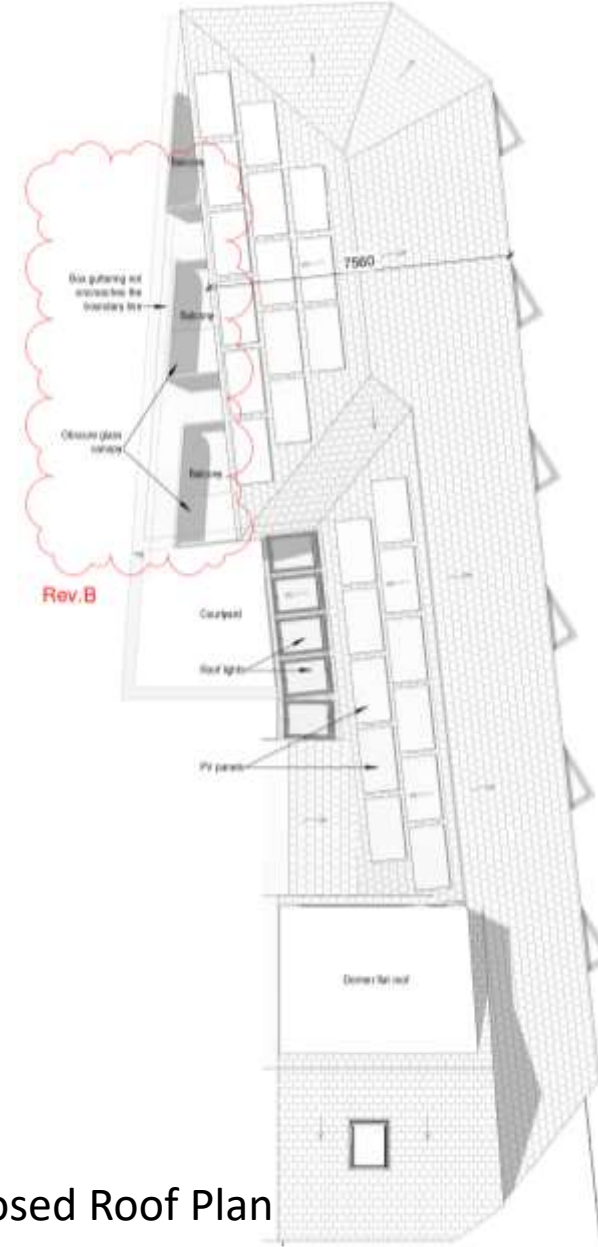 Balcony
7560
Box guttering not
encroaches the
boundary line
Balcony
Obscure glass
canopy
Balcony
Rev.B
Courtyard
Roof lights
PV panels
Dorner flat roof
osed Roof Plan